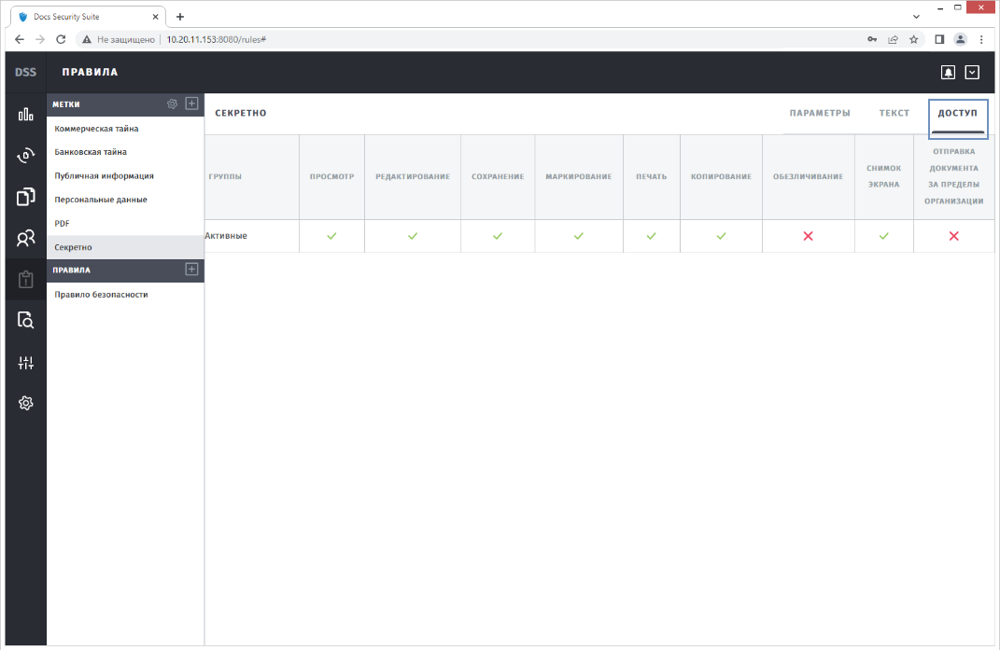 Docs Security Suite
Не защищено
10.20.11.153:8080/rules#
DSS
ПРАВИЛА
МЕТКИ
Коммерческая тайна
Банковская тайна
Публичная информация
Персональные данные
PDF
Секретно
ПРАВИЛА
Правило безопасности
СЕКРЕТНО
ПАРАМЕТРЫ
ТЕКСТ
ДОСТУП
ГРУППЫ
ПРОСМОТР
РЕДАКТИРОВАНИЕ
СОХРАНЕНИЕ
МАРКИРОВАНИЕ
ПЕЧАТЬ
КОПИРОВАНИЕ
ОБЕЗЛИЧИВАНИЕ
СНИМОК
ЭКРАНА
ОТПРАВКА
ДОКУМЕНТА
ЗА ПРЕДЕЛЫ
ОРГАНИЗАЦИИ
Активные